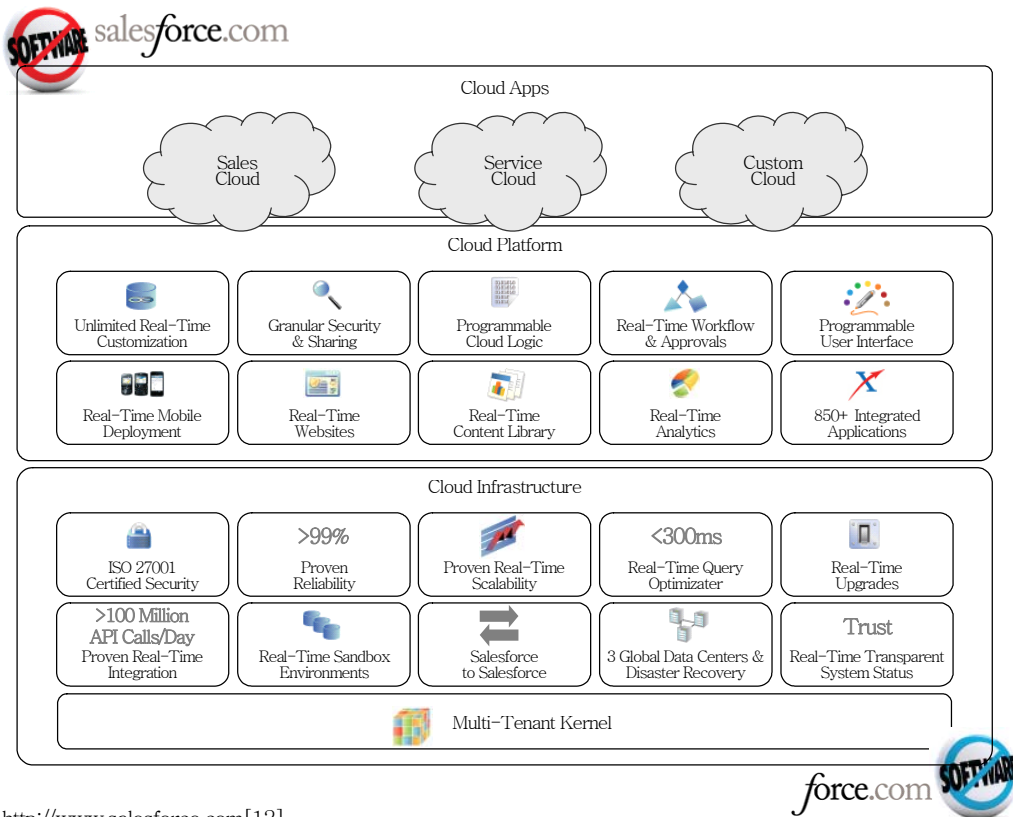 SOFTWARE
salesforce.com
Cloud Apps
Sales
Cloud
Service
Cloud
Custom
Cloud
Cloud Platform
Unlimited Real-Time
Customization
Granular Security
& Sharing
Programmable
Cloud Logic
Real-Time Workflow
& Approvals
Programmable
User Interface
Real-Time Mobile
Deployment
Real-Time
Websites
Real-Time
Content Library
Real-Time
Analytics
850+ Integrated
Applications
Cloud Infrastructure
ISO 27001
Certified Security
>99%
Proven
Reliability
Proven Real-Time
Scalability
<300ms
Real-Time Query
Optimizater
Real-Time
Upgrades
>100 Million
API Calls/Day
Proven Real-Time
Integration
Real-Time Sandbox
Environments
Salesforce
to Salesforce
3 Global Data Centers &
Disaster Recovery
Trust
Real-Time Transparent
System Status
Multi-Tenant Kernel
force.com
SOFTWARE